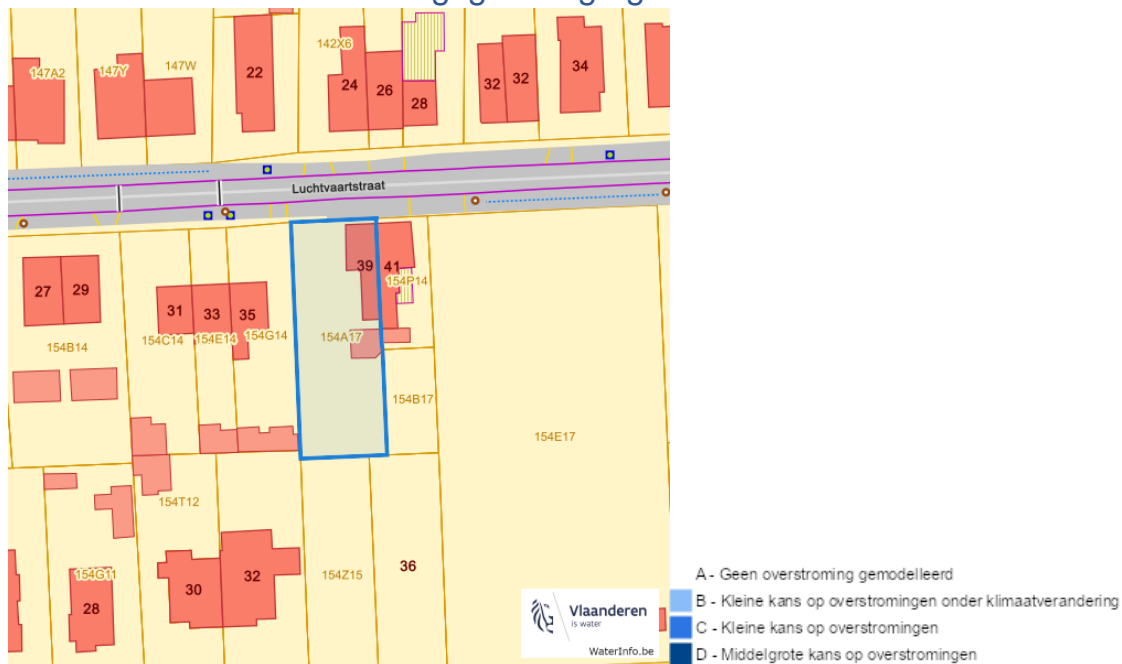 147A2
147Y
147W
22
142X6
24
26
28
32
32
34
Luchtvaartstraat
27
29
154B14
31
33
35
154C14
154E14
154G14
39
41
154P14
154A17
154B17
154E17
154T12
154G11
28
30
32
154Z15
36
Vlaanderen
is water
WaterInfo.be
A - Geen overstroming gemodelleerd
B - Kleine kans op overstromingen onder klimaatverandering
C - Kleine kans op overstromingen
D - Middelgrote kans op overstromingen